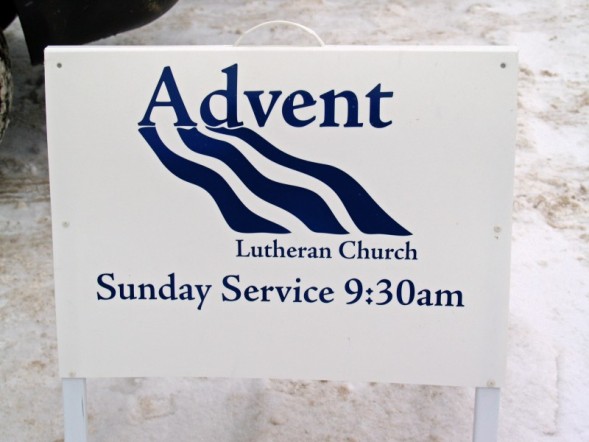 Advent
Lutheran Church
Sunday Service 9:30am